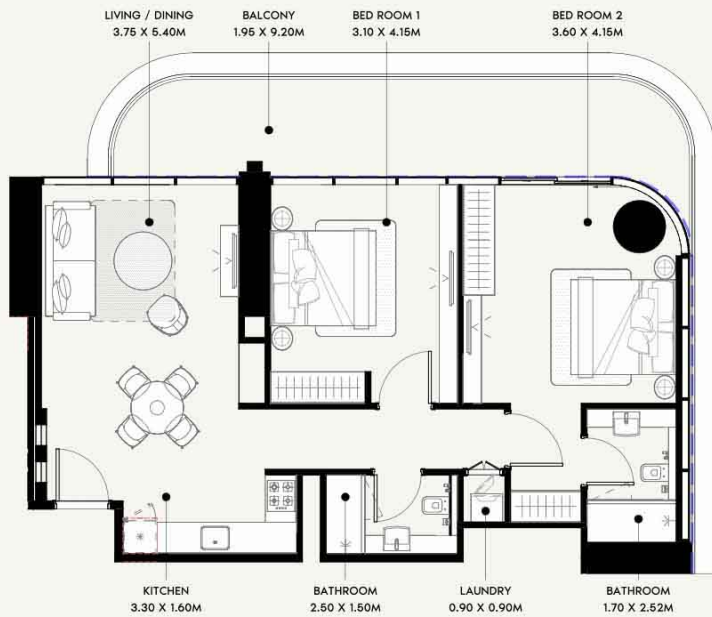 LIVING / DINING
3.75 X 5.40M
BALCONY
1.95 X 9.20M
BED ROOM 1
3.10 X 4.15M
BED ROOM 2
3.60 X 4.15M
KITCHEN
3.30 X 1.60M
BATHROOM
2.50 X 1.50M
LAUNDRY
0.90 X 0.90M
BATHROOM
1.70 X 2.52M